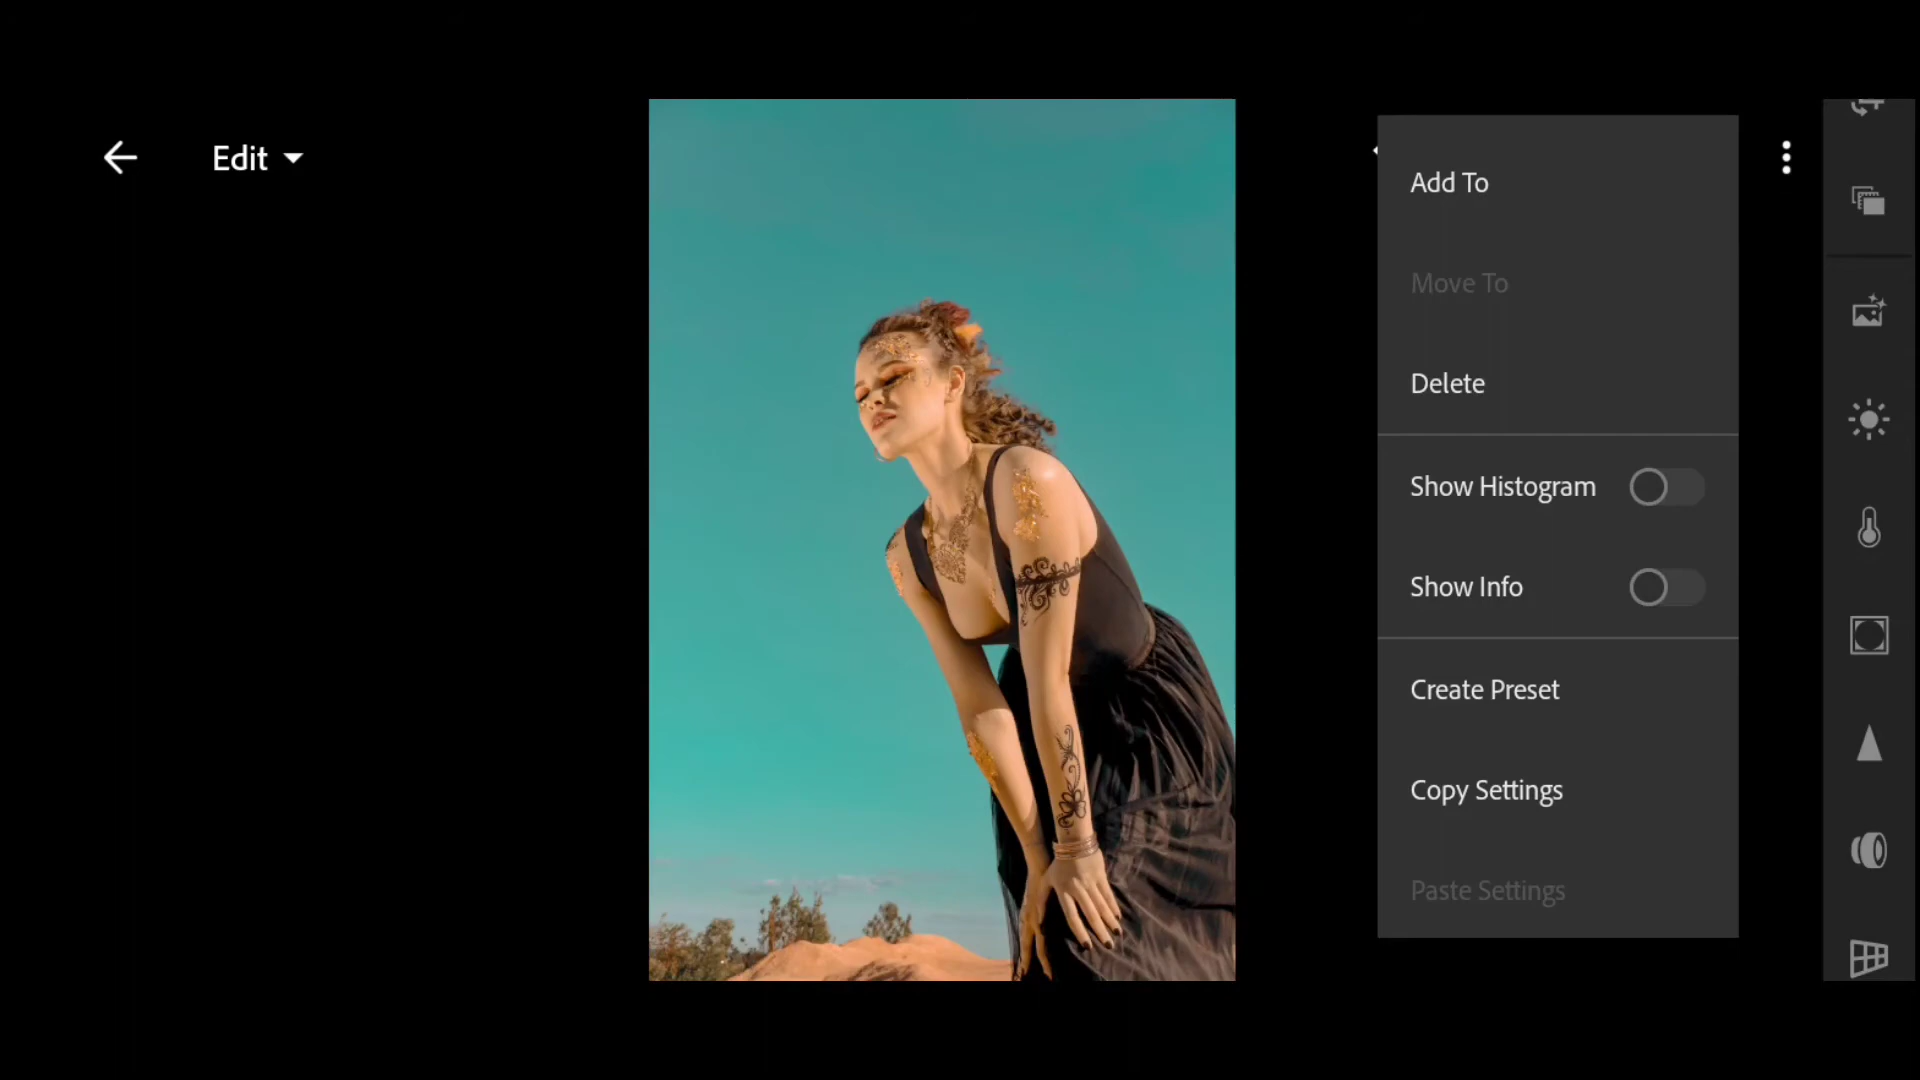 Edit
Add To
Move To
Delete
Show Histogram
Show Info
Create Preset
Copy Settings
Paste Settings